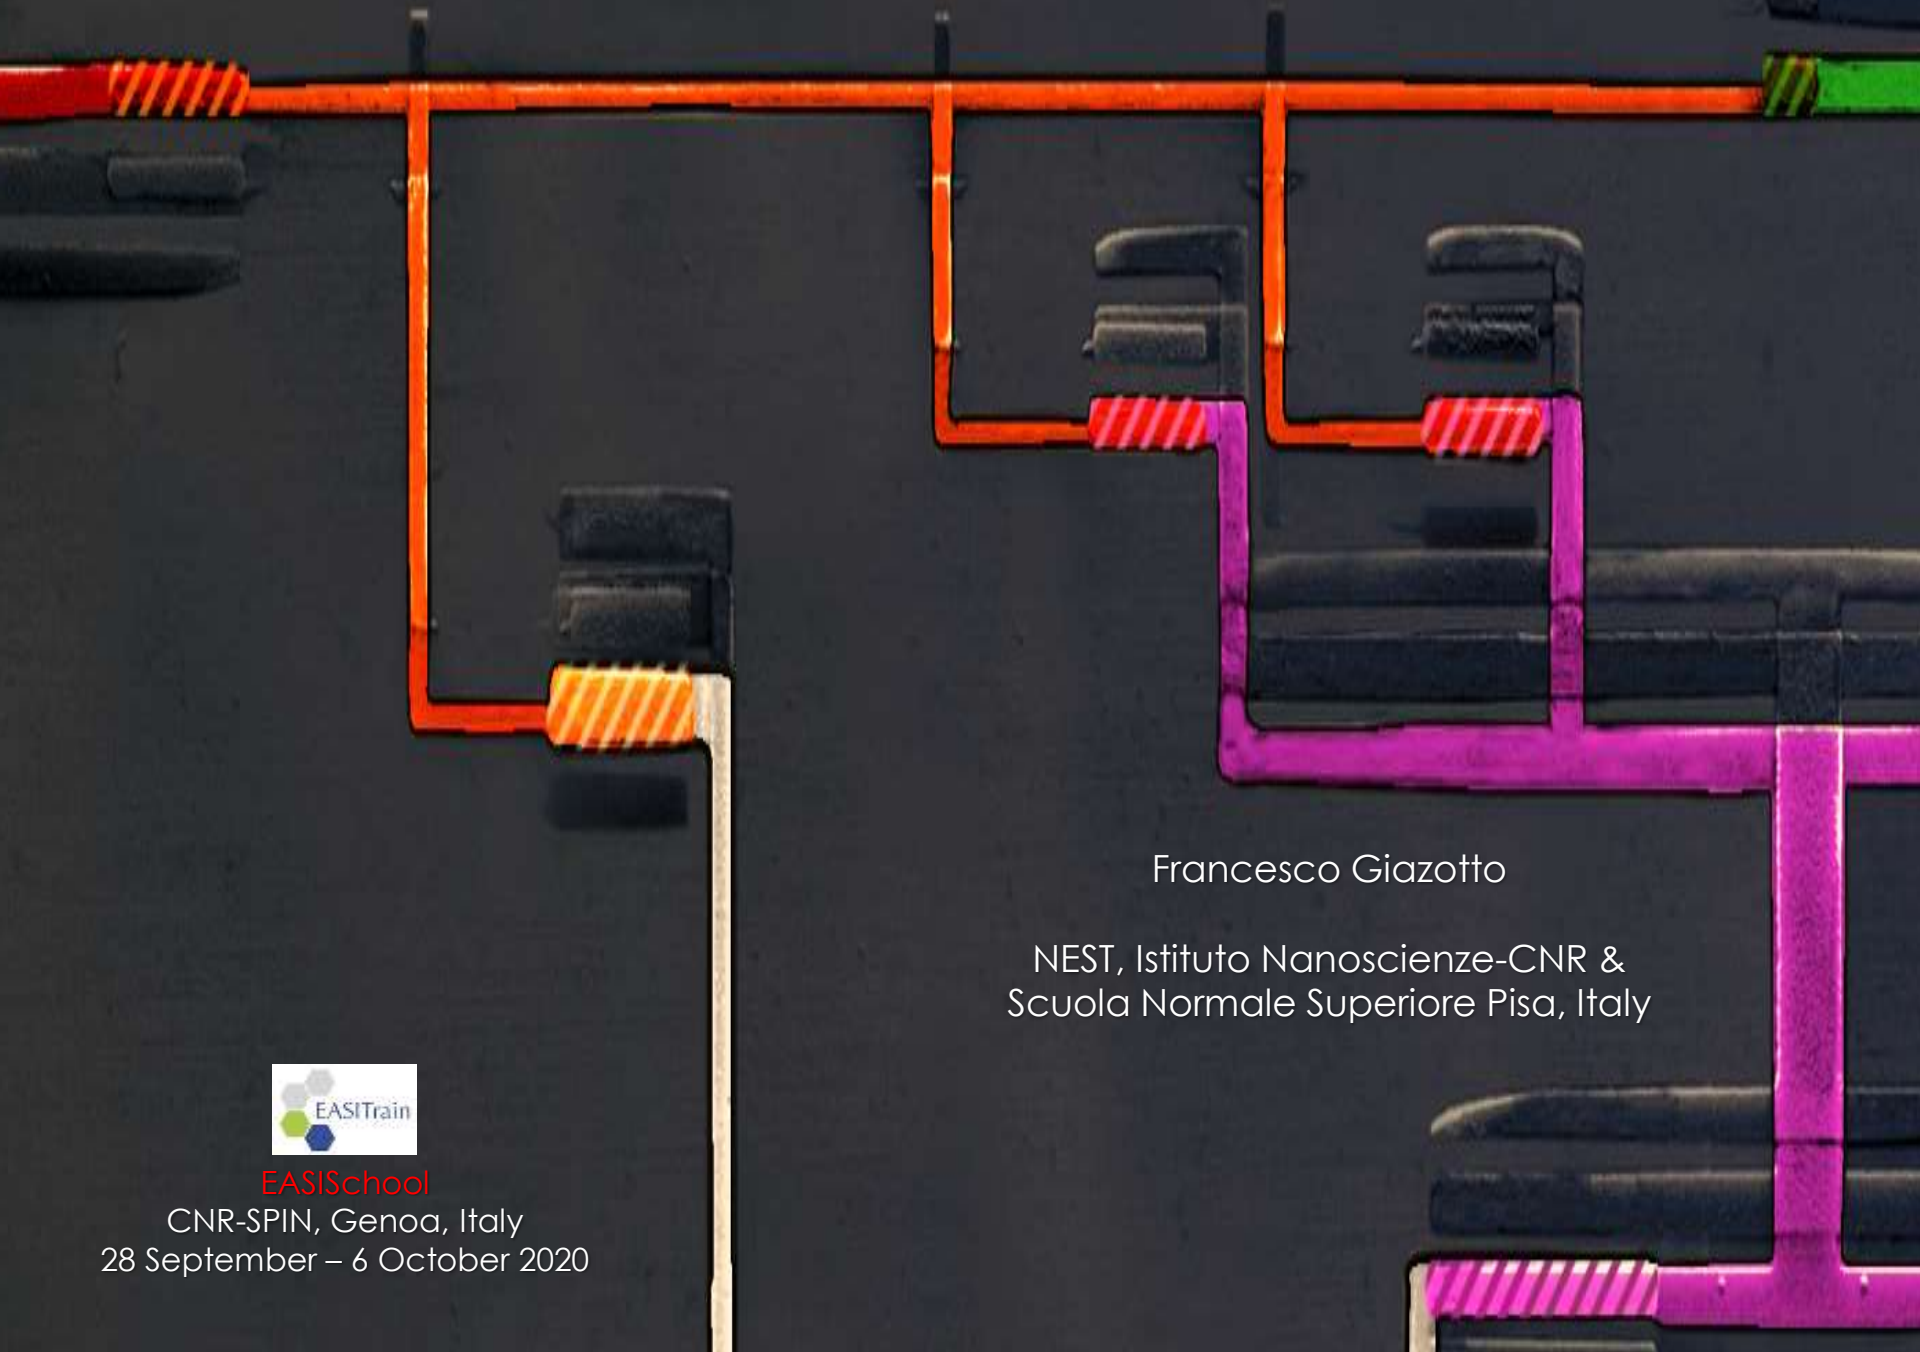 Francesco Giazotto
NEST, Istituto Nanoscienze-CNR &
Scuola Normale Superiore Pisa, Italy
EASITrain
EASISchool
CNR-SPIN, Genoa, Italy
28 September – 6 October 2020